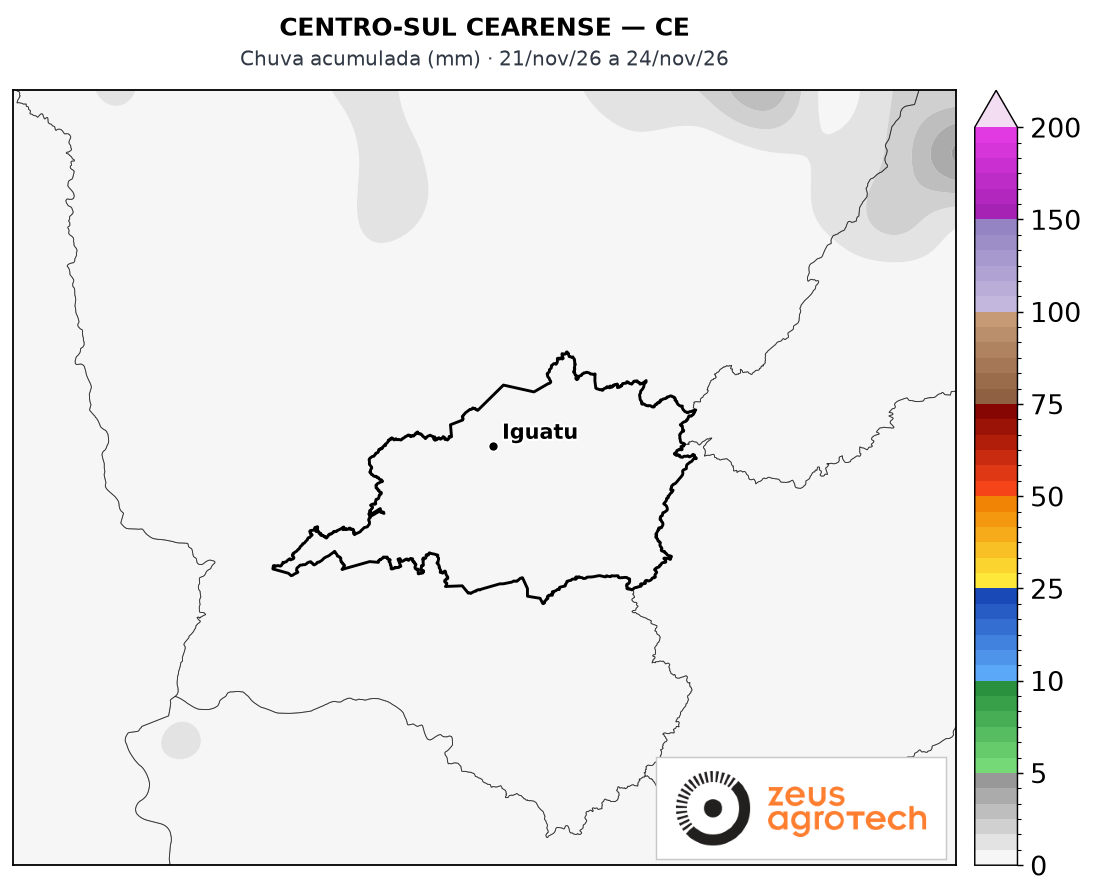 CENTRO-SUL CEARENSE — CE
Chuva acumulada (mm) · 21/nov/26 a 24/nov/26
200
150
100
75
50
25
10
5
0
Iguatu
zeus
agrotech